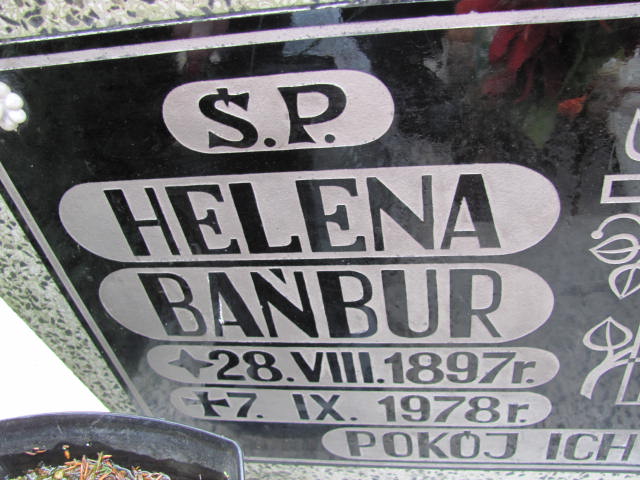 Ś.P.
HELENA
BAŃBUR
28.VIII.1897r.
7. IX. 1978r.
POKÓJ ICH